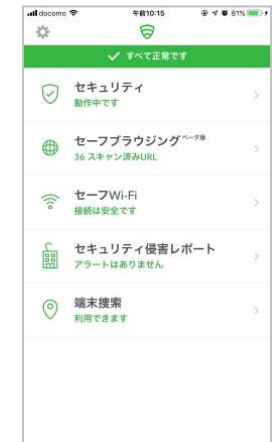 docomo 午前10:15 81%
すべて正常です
セキュリティ
動作中です
セーフブラウジング ベータ版
36 スキャン済みURL
セーフWi-Fi
接続は安全です
セキュリティ侵害レポート
アラートはありません
端末捜索
利用できます